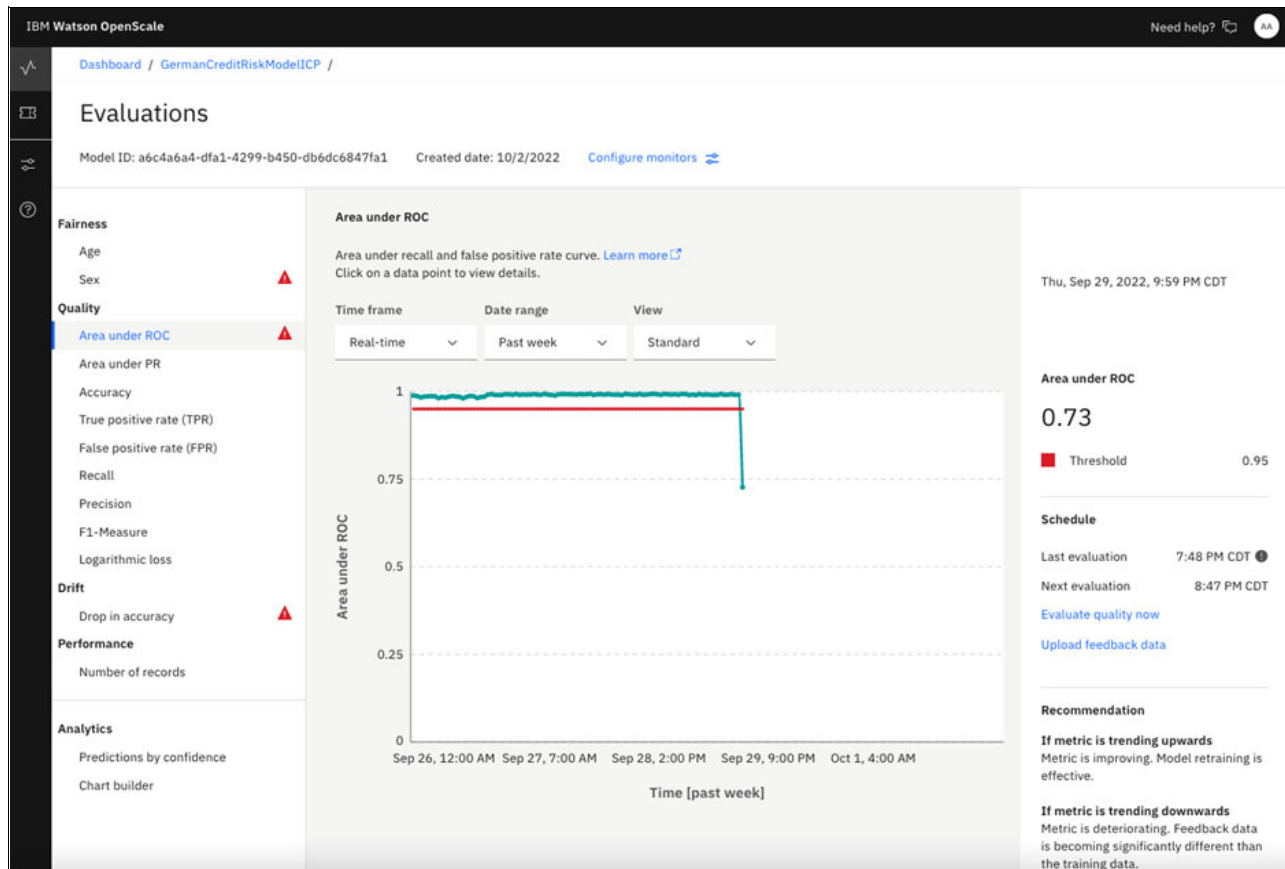 IBM Watson OpenScale
Need help?
AA
Dashboard / GermanCreditRiskModelICP /
Evaluations
Model ID: a6c4a6a4-dfa1-4299-b450-db6dc6847fa1 Created date: 10/2/2022 Configure monitors
Fairness
Age
Sex
Quality
Area under ROC
Area under PR
Accuracy
True positive rate (TPR)
False positive rate (FPR)
Recall
Precision
F1-Measure
Logarithmic loss
Drift
Drop in accuracy
Performance
Number of records
Analytics
Predictions by confidence
Chart builder
Area under ROC
Area under recall and false positive rate curve. Learn more
Click on a data point to view details.
Time frame Date range View
Real-time Past week Standard
1
0.75
0.5
0.25
0
Area under ROC
Sep 26, 12:00 AM Sep 27, 7:00 AM Sep 28, 2:00 PM Sep 29, 9:00 PM Oct 1, 4:00 AM
Time [past week]
Thu, Sep 29, 2022, 9:59 PM CDT
Area under ROC
0.73
Threshold 0.95
Schedule
Last evaluation 7:48 PM CDT
Next evaluation 8:47 PM CDT
Evaluate quality now
Upload feedback data
Recommendation
If metric is trending upwards
Metric is improving. Model retraining is
effective.
If metric is trending downwards
Metric is deteriorating. Feedback data
is becoming significantly different than
the training data.